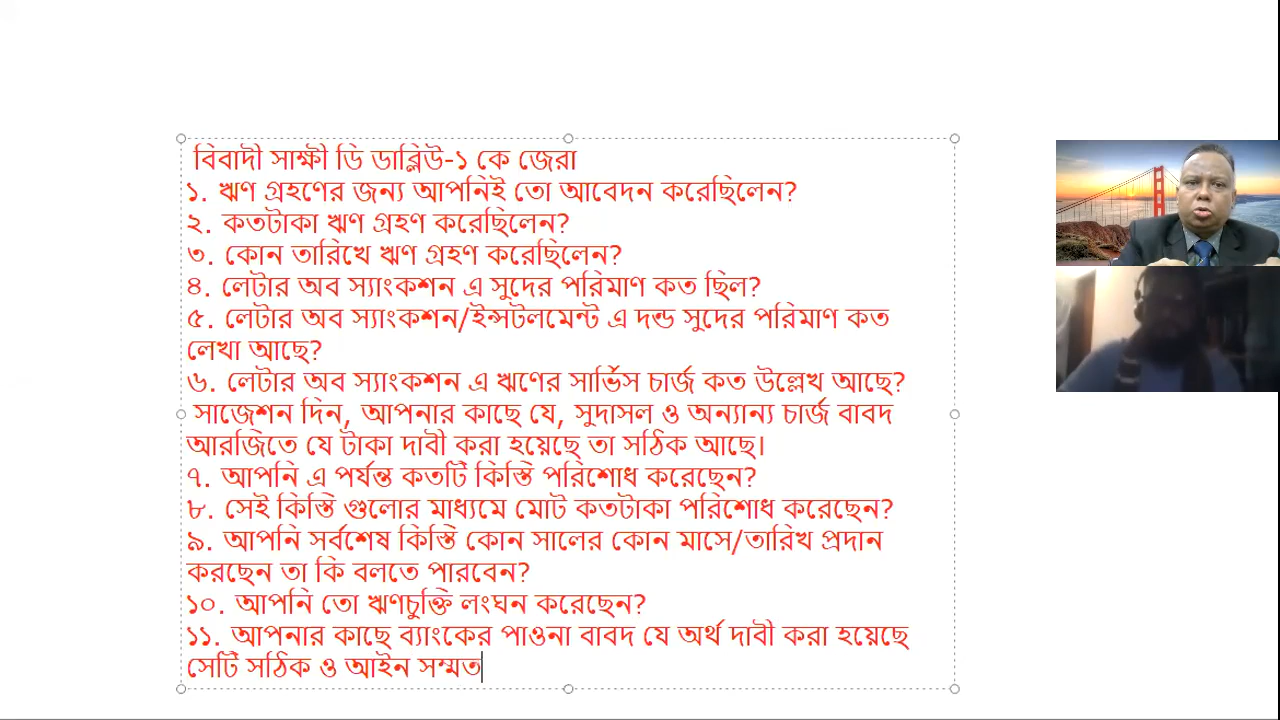 বিবাদী সাক্ষী ডি ডাব্লিউ-১ কে জেরা
১. ঋণ গ্রহণের জন্য আপনিই তো আবেদন করেছিলেন?
২. কতটাকা ঋণ গ্রহণ করেছিলেন?
৩. কোন তারিখে ঋণ গ্রহণ করেছিলেন?
৪. লেটার অব স্যাংকশন এ সুদের পরিমাণ কত ছিল?
৫. লেটার অব স্যাংকশন/ইন্সটলমেন্ট এ দন্ড সুদের পরিমাণ কত
লেখা আছে?
৬. লেটার অব স্যাংকশন এ ঋণের সার্ভিস চার্জ কত উল্লেখ আছে?
সাজেশন দিন, আপনার কাছে যে, সুদাসল ও অন্যান্য চার্জ বাবদ
আরজিতে যে টাকা দাবী করা হয়েছে তা সঠিক আছে।
৭. আপনি এ পর্যন্ত কতটি কিস্তি পরিশোধ করেছেন?
৮. সেই কিস্তি গুলোর মাধ্যমে মোট কতটাকা পরিশোধ করেছেন?
৯. আপনি সর্বশেষ কিস্তি কোন সালের কোন মাসে/তারিখ প্রদান
করছেন তা কি বলতে পারবেন?
১০. আপনি তো ঋণচুক্তি লংঘন করেছেন?
১১. আপনার কাছে ব্যাংকের পাওনা বাবদ যে অর্থ দাবী করা হয়েছে
সেটি সঠিক ও আইন সম্মত